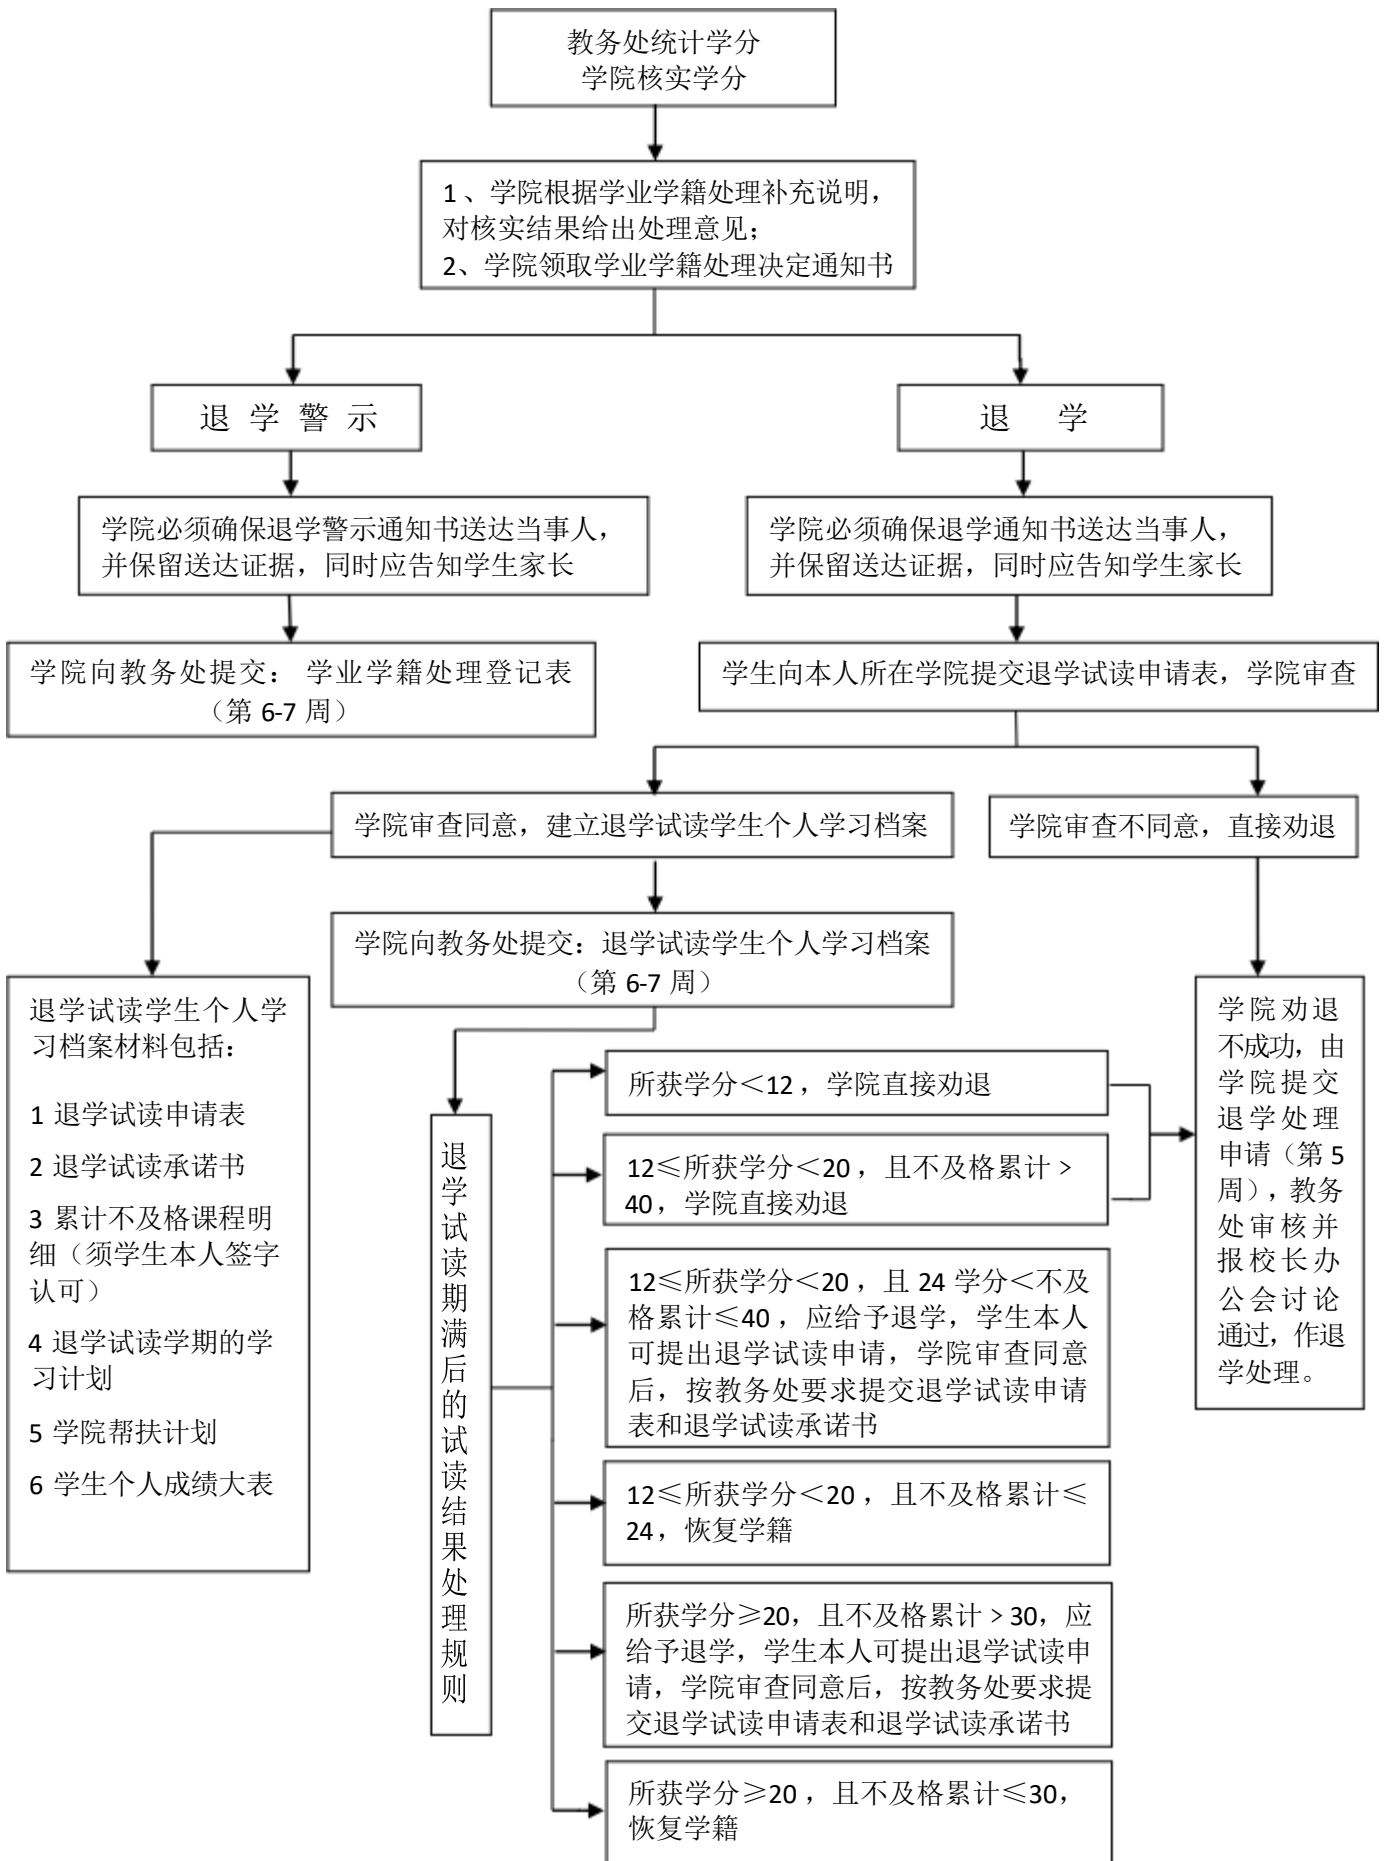 教务处统计学分
学院核实学分
1、学院根据学业学籍处理补充说明，
对核实结果给出处理意见；
2、学院领取学业学籍处理决定通知书
退 学 警 示
退 学
学院必须确保退学警示通知书送达当事人，
并保留送达证据，同时应告知学生家长
学院必须确保退学通知书送达当事人，
并保留送达证据，同时应告知学生家长
学院向教务处提交： 学业学籍处理登记表
（第 6-7 周）
学生向本人所在学院提交退学试读申请表，学院审查
学院审查同意，建立退学试读学生个人学习档案
学院审查不同意，直接劝退
学院向教务处提交：退学试读学生个人学习档案
（第 6-7 周）
退学试读学生个人学
习档案材料包括：
1 退学试读申请表
2 退学试读承诺书
3 累计不及格课程明
细（须学生本人签字
认可）
4 退学试读学期的学
习计划
5 学院帮扶计划
6 学生个人成绩大表
退学试读期满后的试读结果处理规则
所获学分＜12，学院直接劝退
12≤所获学分＜20，且不及格累计﹥
40，学院直接劝退
12≤所获学分＜20，且 24 学分＜不及
格累计≤40，应给予退学，学生本人
可提出退学试读申请，学院审查同意
后，按教务处要求提交退学试读申请
表和退学试读承诺书
12≤所获学分＜20，且不及格累计≤
24，恢复学籍
所获学分≥20，且不及格累计﹥30，应
给予退学，学生本人可提出退学试读申
请，学院审查同意后，按教务处要求提
交退学试读申请表和退学试读承诺书
所获学分≥20，且不及格累计≤30，
恢复学籍
学院劝退
不成功，由
学院提交
退学处理
申请（第 5
周），教务
处审核并
报校长办
公会讨论
通过，作退
学处理。